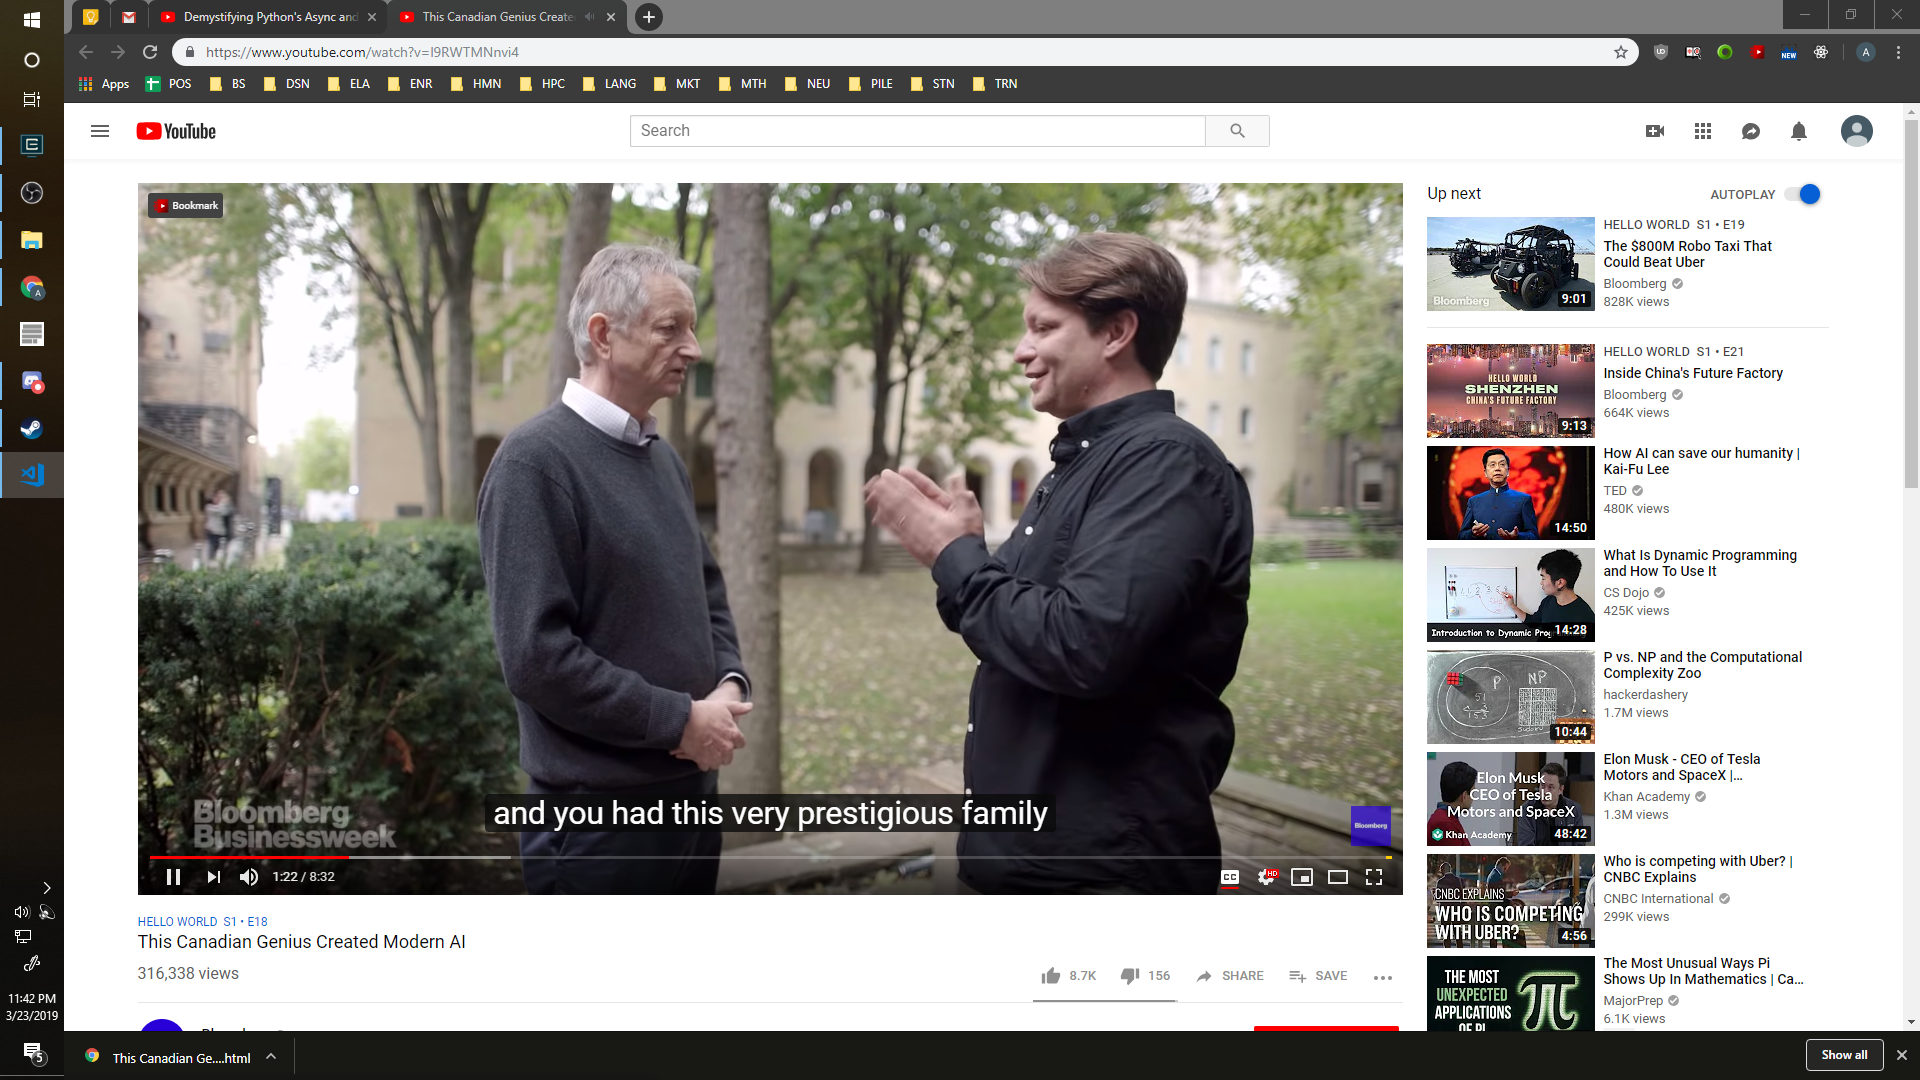 Demystifying Python's Async and
This Canadian Genius Create
https://www.youtube.com/watch?v=I9RWTMNnvi4
NEW
A
Apps
POS
BS
DSN
ELA
ENR
HMN
HPC
LANG
MKT
MTH
NEU
PILE
STN
TRN
YouTube
Search
Bookmark
and you had this very prestigious family
Bloomberg
Businessweek
Bloomberg
1:22 / 8:32
CC
HD
HELLO WORLD S1 • E18
This Canadian Genius Created Modern AI
316,338 views
8.7K
156
SHARE
SAVE
Up next
AUTOPLAY
Bloomberg
9:01
HELLO WORLD S1 • E19
The $800M Robo Taxi That
Could Beat Uber
Bloomberg
828K views
HELLO WORLD
SHENZHEN
CHINA'S FUTURE FACTORY
9:13
HELLO WORLD S1 • E21
Inside China's Future Factory
Bloomberg
664K views
14:50
How AI can save our humanity |
Kai-Fu Lee
TED
480K views
Introduction to Dynamic Prog
14:28
What Is Dynamic Programming
and How To Use It
CS Dojo
425K views
P
NP
10:44
P vs. NP and the Computational
Complexity Zoo
hackerdashery
1.7M views
Elon Musk
CEO of Tesla
Motors and SpaceX
Khan Academy
48:42
Elon Musk - CEO of Tesla
Motors and SpaceX |...
Khan Academy
1.3M views
CNBC EXPLAINS
WHO IS COMPETING
WITH UBER?
4:56
Who is competing with Uber? |
CNBC Explains
CNBC International
299K views
THE MOST
UNEXPECTED
APPLICATIONS
OF PI
π
The Most Unusual Ways Pi
Shows Up In Mathematics | Ca...
MajorPrep
6.1K views
11:42 PM
3/23/2019
5
This Canadian Ge....html
Show all